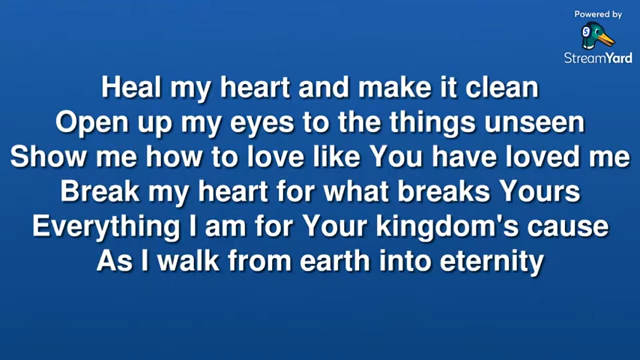 Powered by
StreamYard
Heal my heart and make it clean
Open up my eyes to the things unseen
Show me how to love like You have loved me
Break my heart for what breaks Yours
Everything I am for Your kingdom's cause
As I walk from earth into eternity